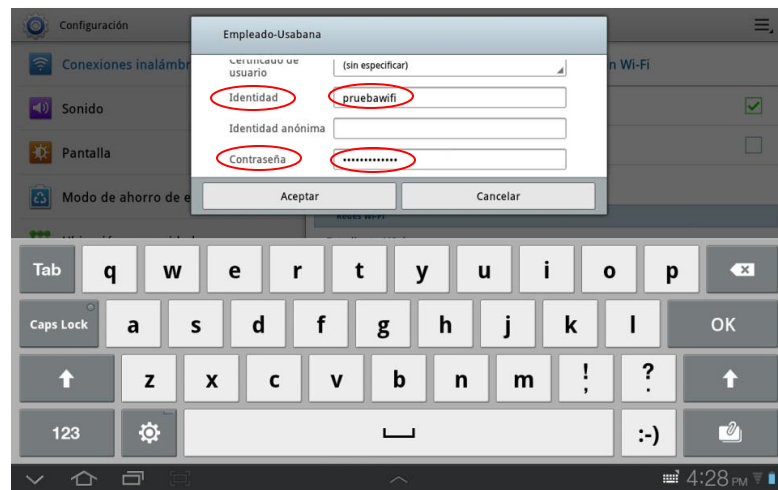 Configuración
Empleado-Usabana
Conexiones inalámbr
n Wi-Fi
Certificado de
usuario
(sin especificar)
Identidad
pruebawifi
Sonido
Identidad anónima
Pantalla
Contraseña
•••••••••••••
Modo de ahorro de e
Aceptar
Cancelar
Redes Wi-Fi
Tab
q w e r t y u i o p
Caps Lock
a s d f g h j k l
OK
z x c v b n m ! , ? .
123
:-)
4:28 PM